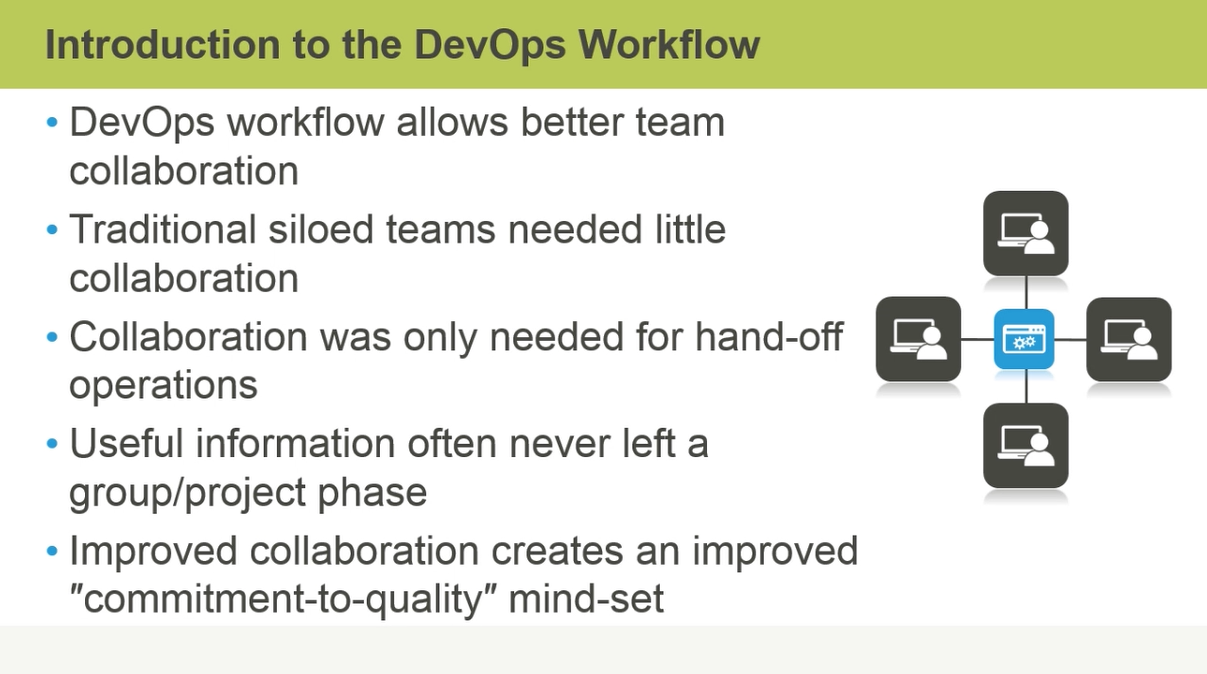 Introduction to the DevOps Workflow
• DevOps workflow allows better team
collaboration
• Traditional siloed teams needed little
collaboration
• Collaboration was only needed for hand-off
operations
• Useful information often never left a
group/project phase
• Improved collaboration creates an improved
"commitment-to-quality" mind-set